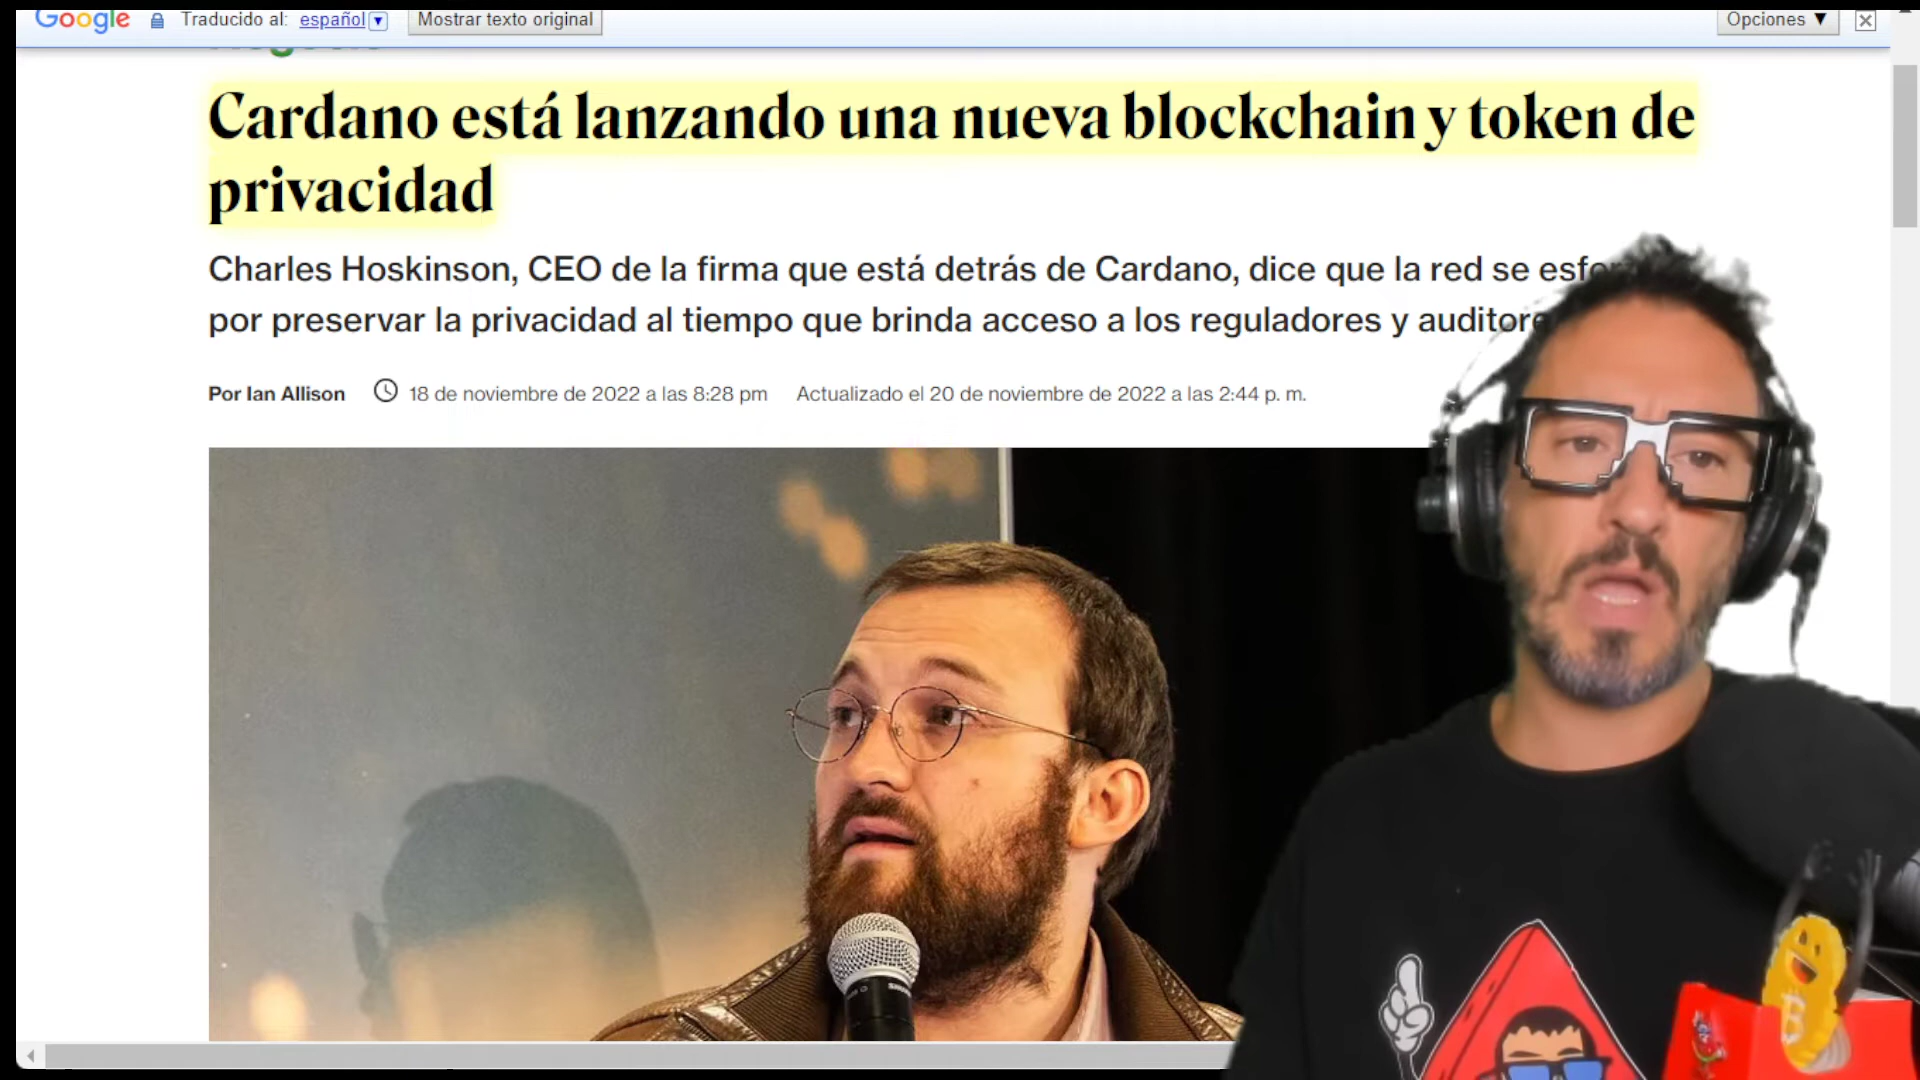 Google Traducido al: español Mostrar texto original Opciones
Cardano está lanzando una nueva blockchain y token de
privacidad
Charles Hoskinson, CEO de la firma que está detrás de Cardano, dice que la red se
por preservar la privacidad al tiempo que brinda acceso a los reguladores y
Por Ian Allison 18 de noviembre de 2022 a las 8:28 pm Actualizado el 20 de noviembre de 2022 a las 2:44 p. m.